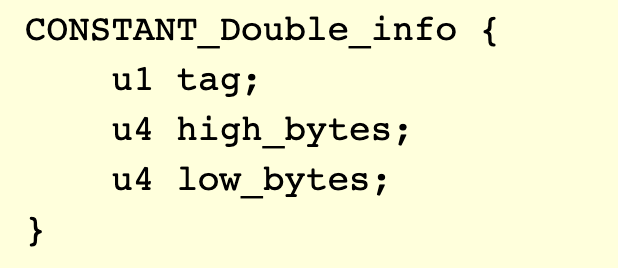 CONSTANT_Double_info {
    u1 tag;
    u4 high_bytes;
    u4 low_bytes;
}